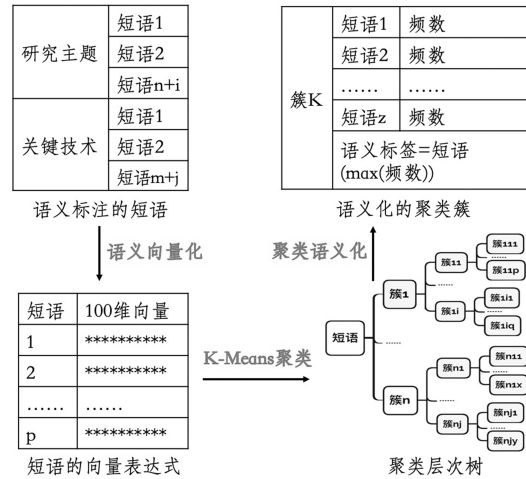 研究主题
短语1
短语2
短语n+i
关键技术
短语1
短语2
短语m+j
语义标注的短语
簇K
短语1 频数
短语2 频数
…… ……
短语z 频数
语义标签=短语
(max(频数))
语义化的聚类簇
语义向量化
聚类语义化
短语 100维向量
1 **********
2 **********
…… ……
p **********
短语的向量表达式
K-Means聚类
短语
簇1
……
簇n
簇11
……
簇1i
簇n1
……
簇nj
簇111
……
簇11p
簇1i1
簇1iq
簇n11
……
簇n1x
簇nj1
……
簇njy
聚类层次树